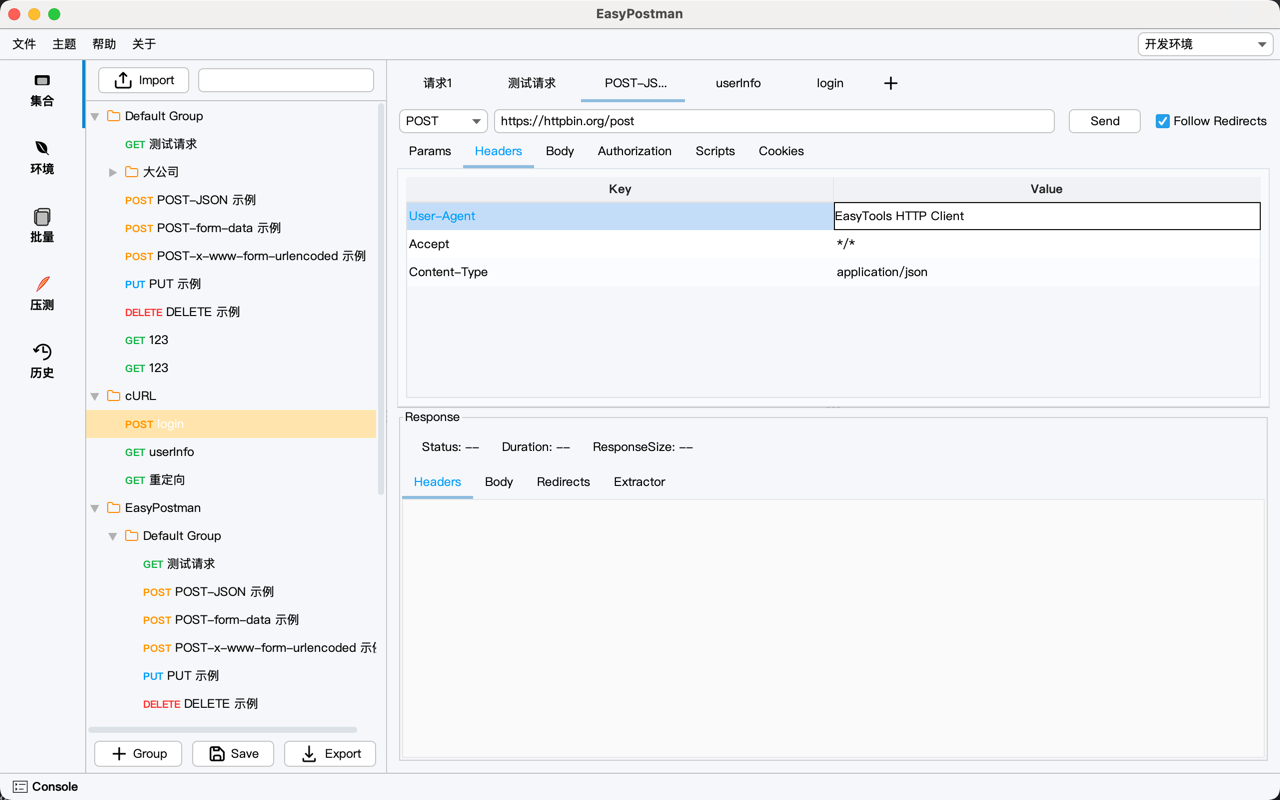 EasyPostman
文件 主题 帮助 关于
开发环境
集合
环境
批量
压测
历史
Import
Default Group
GET 测试请求
大公司
POST POST-JSON 示例
POST POST-form-data 示例
POST POST-x-www-form-urlencoded 示例
PUT PUT 示例
DELETE DELETE 示例
GET 123
GET 123
cURL
POST login
GET userInfo
GET 重定向
EasyPostman
Default Group
GET 测试请求
POST POST-JSON 示例
POST POST-form-data 示例
POST POST-x-www-form-urlencoded 示
PUT PUT 示例
DELETE DELETE 示例
Group Save Export
请求1 测试请求 POST-JS... userInfo login
POST https://httpbin.org/post Send Follow Redirects
Params Headers Body Authorization Scripts Cookies
Key Value
User-Agent EasyTools HTTP Client
Accept */*
Content-Type application/json
Response
Status: -- Duration: -- ResponseSize: --
Headers Body Redirects Extractor
Console